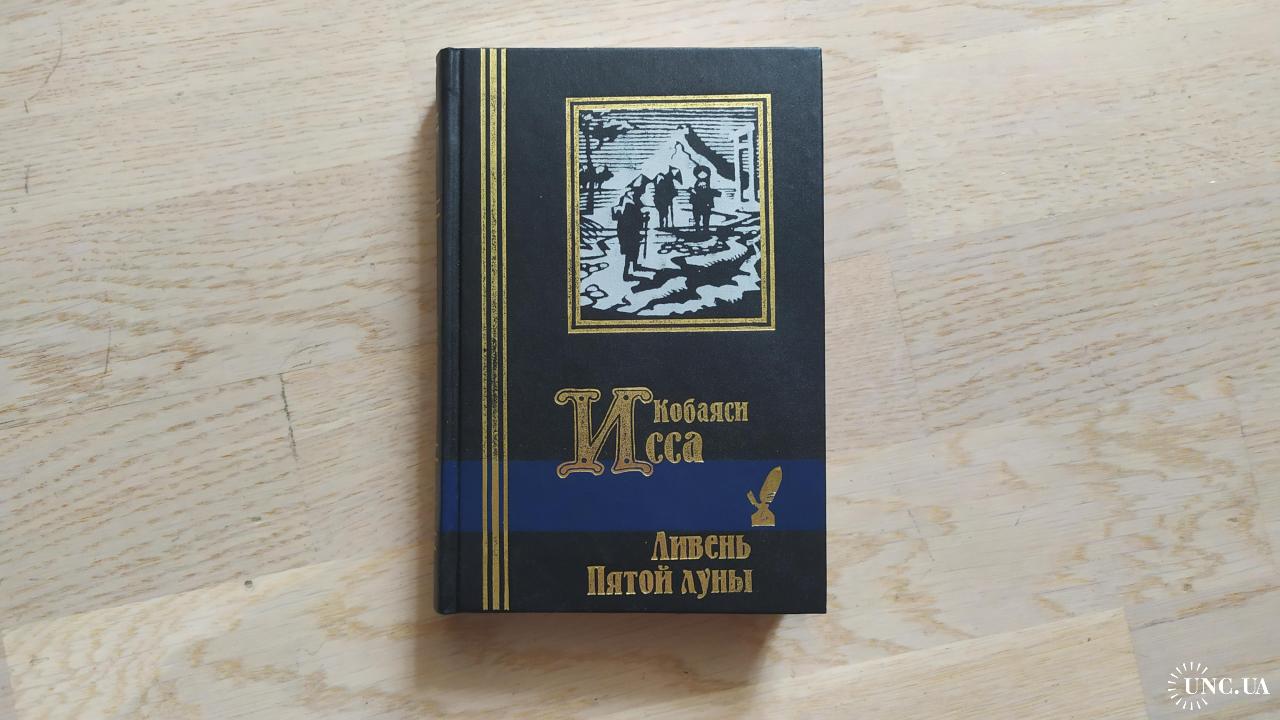 Кобаяси
Исса
Ливень
Пятой луны
UNC.UA